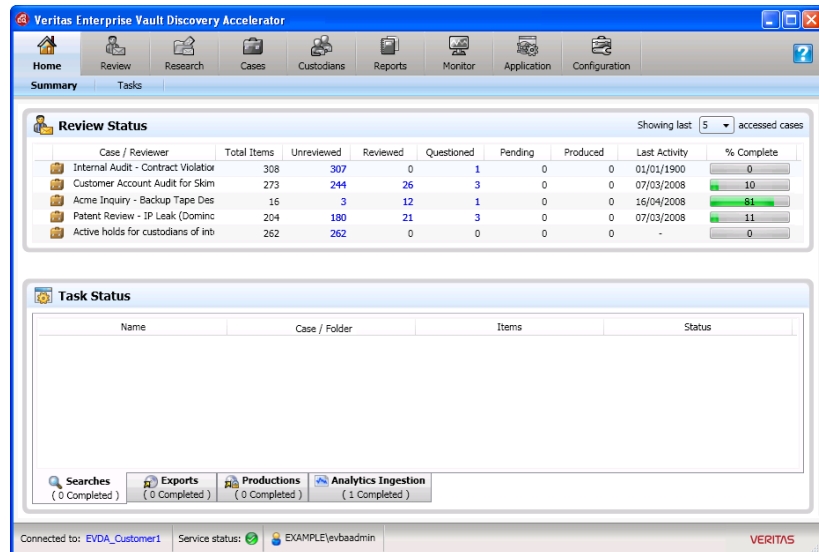 Veritas Enterprise Vault Discovery Accelerator
Home Review Research Cases Custodians Reports Monitor Application Configuration ?
Summary Tasks
Review Status Showing last 5 accessed cases
Case / Reviewer Total Items Unreviewed Reviewed Questioned Pending Produced Last Activity % Complete
Internal Audit - Contract Violation 308 307 0 1 0 0 01/01/1900 0
Customer Account Audit for Skim 273 244 26 3 0 0 07/03/2008 10
Acme Inquiry - Backup Tape Des 16 3 12 1 0 0 16/04/2008 81
Patent Review - IP Leak (Dominc 204 180 21 3 0 0 07/03/2008 11
Active holds for custodians of inte 262 262 0 0 0 0 - 0
Task Status
Name Case / Folder Items Status
Searches Exports Productions Analytics Ingestion
( 0 Completed ) ( 0 Completed ) ( 0 Completed ) ( 1 Completed )
Connected to: EVDA_Customer1 Service status: EXAMPLE\evbaadmin VERITAS